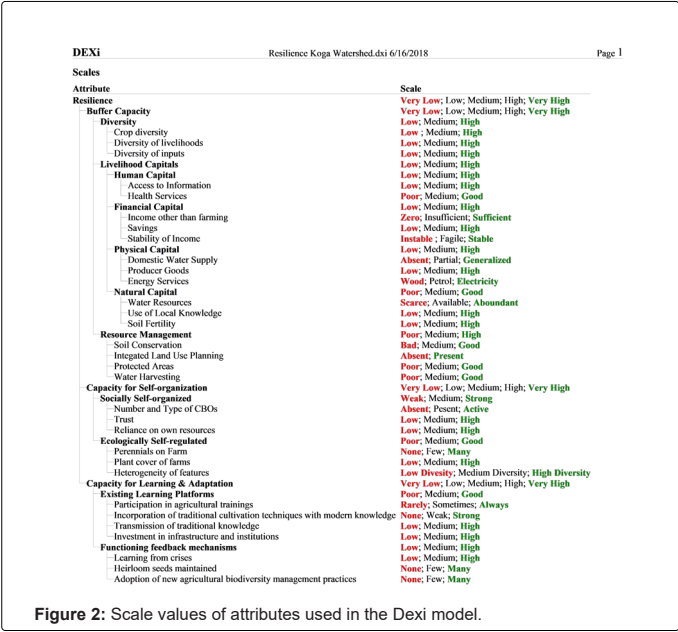 DEXi Resilience Koga Watershed.dxi 6/16/2018 Page 1
Scales
Attribute Scale
Resilience Very Low; Low; Medium; High; Very High
Buffer Capacity Very Low; Low; Medium; High; Very High
Diversity Low; Medium; High
Crop diversity Low ; Medium; High
Diversity of livelihoods Low; Medium; High
Diversity of inputs Low; Medium; High
Livelihood Capitals Low; Medium; High
Human Capital Low; Medium; High
Access to Information Low; Medium; High
Health Services Poor; Medium; Good
Financial Capital Low; Medium; High
Income other than farming Zero; Insufficient; Sufficient
Savings Low; Medium; High
Stability of Income Instable ; Fagile; Stable
Physical Capital Low; Medium; High
Domestic Water Supply Absent; Partial; Generalized
Producer Goods Low; Medium; High
Energy Services Wood; Petrol; Electricity
Natural Capital Poor; Medium; Good
Water Resources Scarce; Available; Aboundant
Use of Local Knowledge Low; Medium; High
Soil Fertility Low; Medium; High
Resource Management Poor; Medium; High
Soil Conservation Bad; Medium; Good
Integated Land Use Planning Absent; Present
Protected Areas Poor; Medium; Good
Water Harvesting Poor; Medium; Good
Capacity for Self-organization Very Low; Low; Medium; High; Very High
Socially Self-organized Weak; Medium; Strong
Number and Type of CBOs Absent; Pesent; Active
Trust Low; Medium; High
Reliance on own resources Low; Medium; High
Ecologically Self-regulated Poor; Medium; Good
Perennials on Farm None; Few; Many
Plant cover of farms Low; Medium; High
Heterogeneity of features Low Divesity; Medium Diversity; High Diversity
Capacity for Learning & Adaptation Very Low; Low; Medium; High; Very High
Existing Learning Platforms Poor; Medium; Good
Participation in agricultural trainings Rarely; Sometimes; Always
Incorporation of traditional cultivation techniques with modern knowledge None; Weak; Strong
Transmission of traditional knowledge Low; Medium; High
Investment in infrastructure and institutions Low; Medium; High
Functioning feedback mechanisms Low; Medium; High
Learning from crises Low; Medium; High
Heirloom seeds maintained None; Few; Many
Adoption of new agricultural biodiversity management practices None; Few; Many
Figure 2: Scale values of attributes used in the Dexi model.